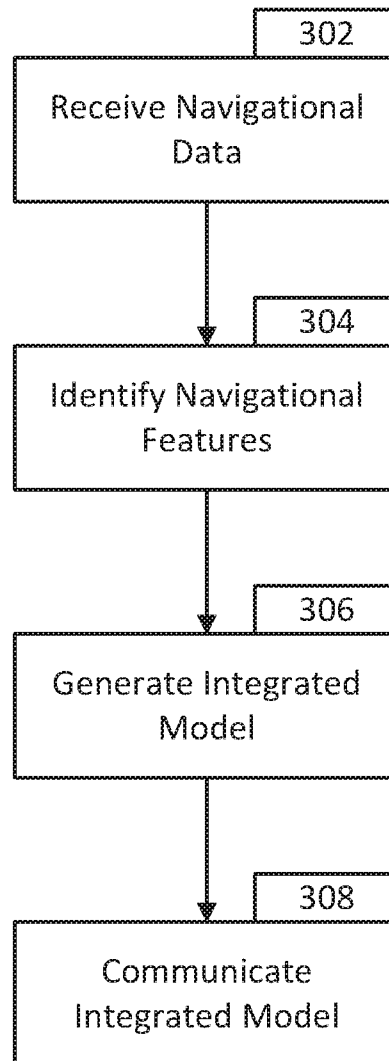 302
Receive Navigational
Data
304
Identify Navigational
Features
306
Generate Integrated
Model
308
Communicate
Integrated Model